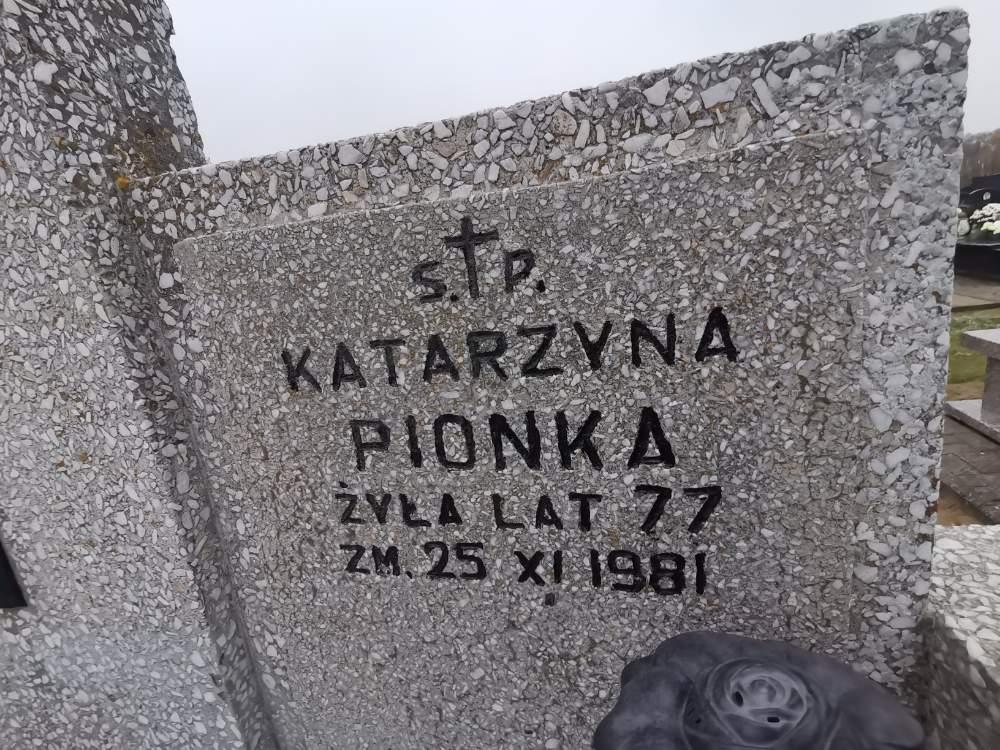 S.†P.
KATARZYNA
PIONKA
ŻYŁA LAT 77
ZM. 25 XI 1981